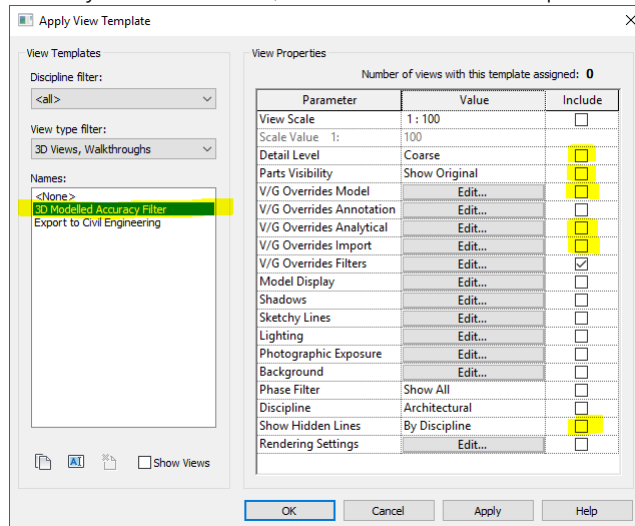 Apply View Template
View Templates
Discipline filter:
<all>
View type filter:
3D Views, Walkthroughs
Names:
<None>
3D Modelled Accuracy Filter
Export to Civil Engineering
Show Views
View Properties
Number of views with this template assigned: 0
Parameter Value Include
View Scale 1 : 100
Scale Value 1: 100
Detail Level Coarse
Parts Visibility Show Original
V/G Overrides Model Edit...
V/G Overrides Annotation Edit...
V/G Overrides Analytical Edit...
V/G Overrides Import Edit...
V/G Overrides Filters Edit...
Model Display Edit...
Shadows Edit...
Sketchy Lines Edit...
Lighting Edit...
Photographic Exposure Edit...
Background Edit...
Phase Filter Show All
Discipline Architectural
Show Hidden Lines By Discipline
Rendering Settings Edit...
OK Cancel Apply Help